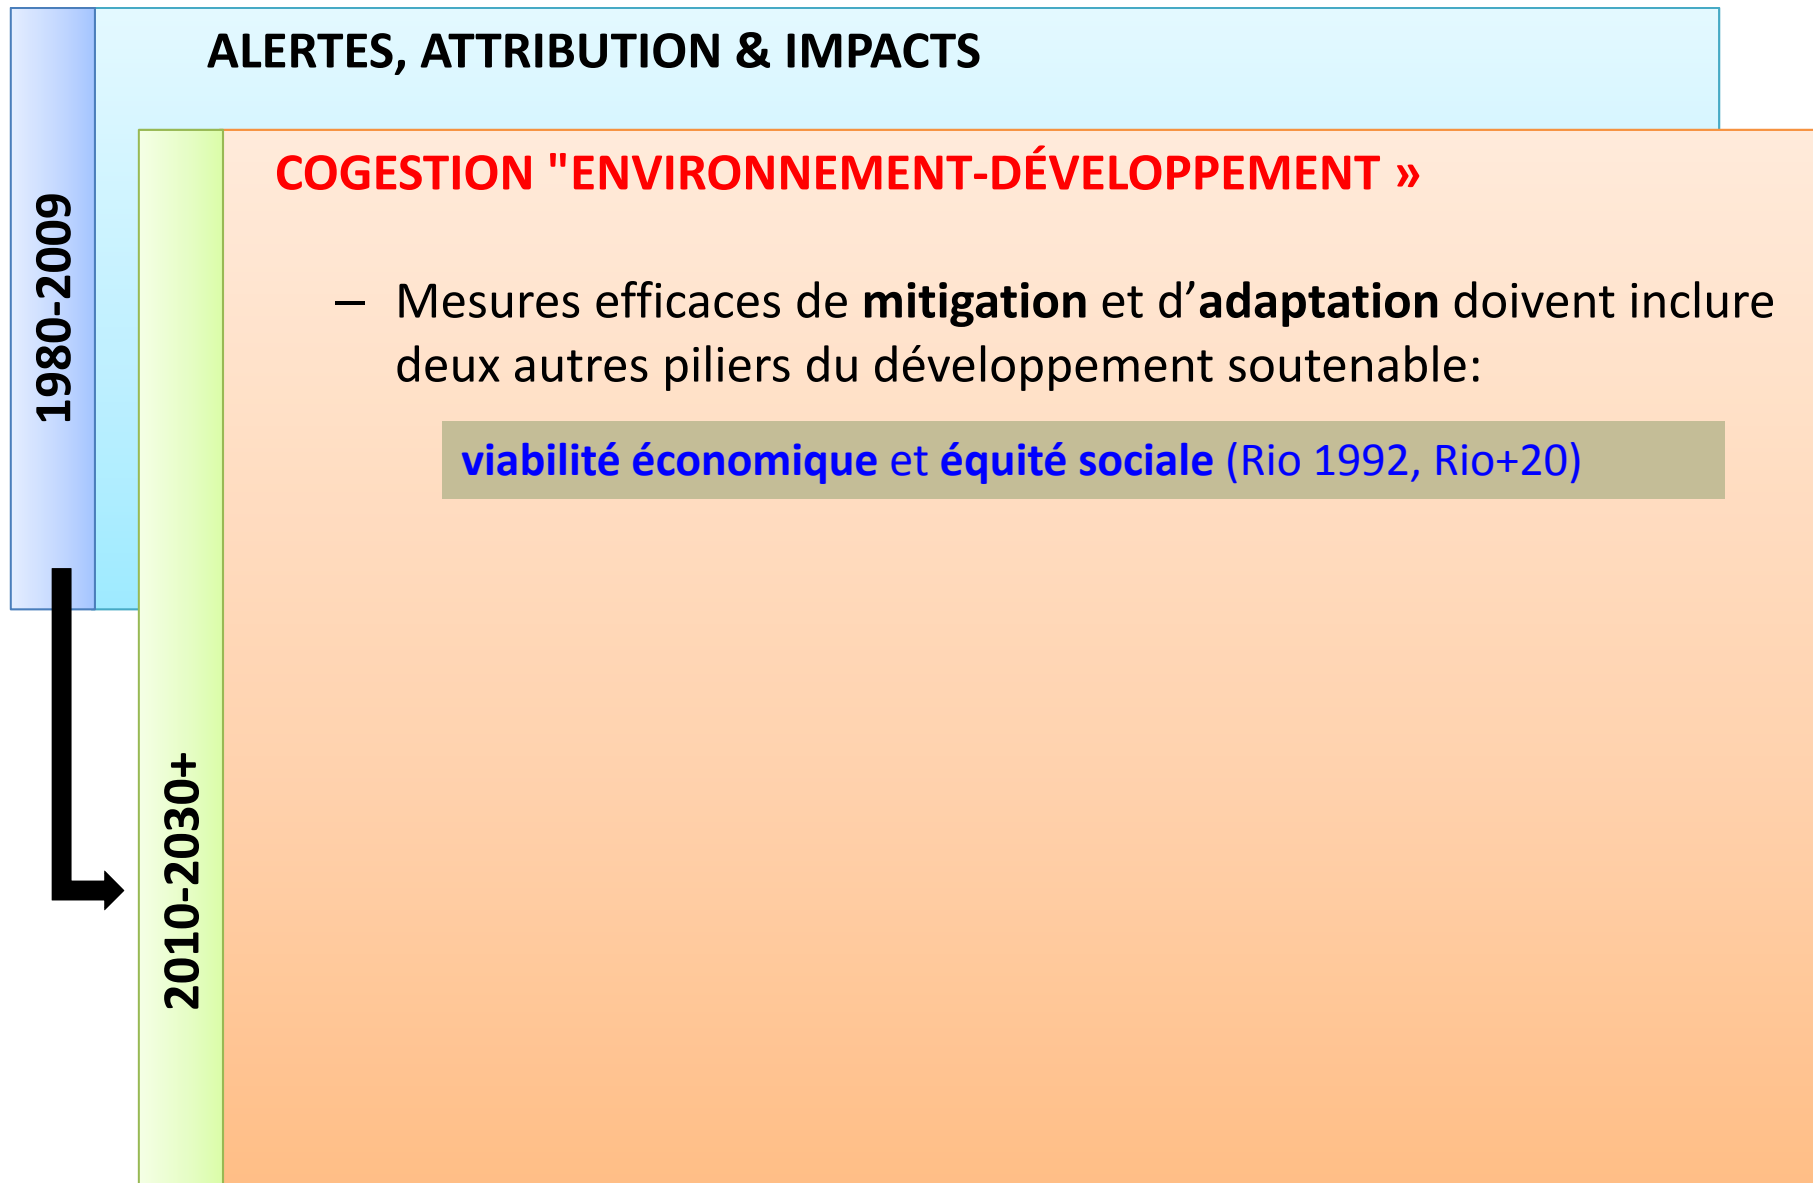 ALERTES, ATTRIBUTION & IMPACTS
1980-2009
COGESTION "ENVIRONNEMENT-DÉVELOPPEMENT »
– Mesures efficaces de mitigation et d’adaptation doivent inclure
deux autres piliers du développement soutenable:
viabilité économique et équité sociale (Rio 1992, Rio+20)
2010-2030+